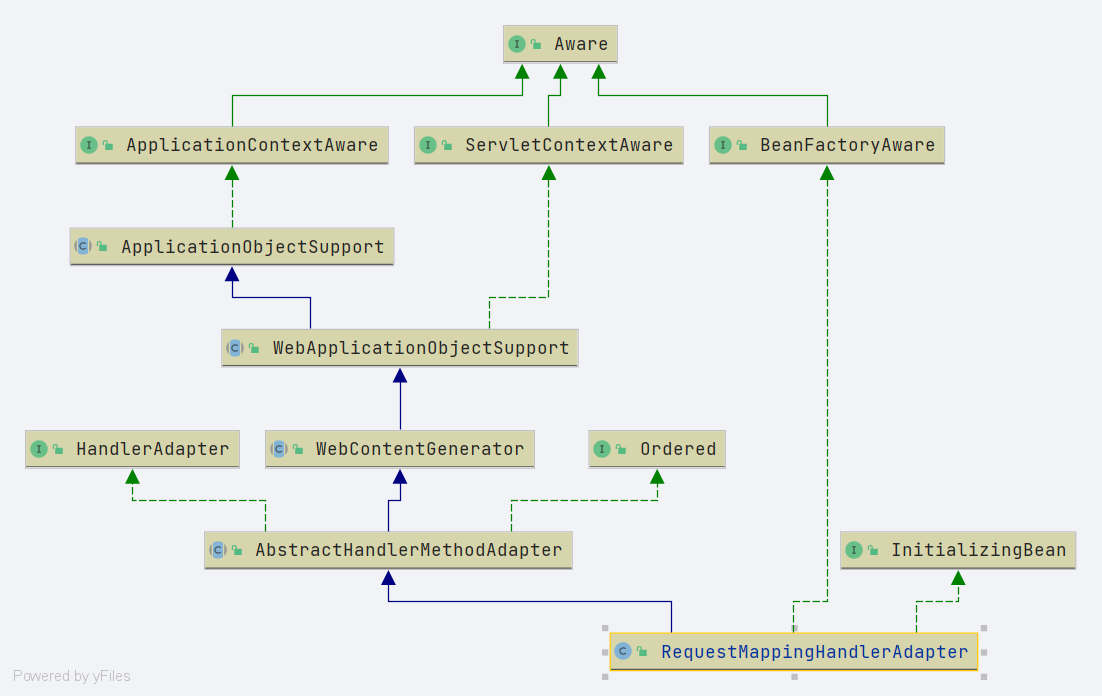 Aware
ApplicationContextAware
ServletContextAware
BeanFactoryAware
ApplicationObjectSupport
WebApplicationObjectSupport
HandlerAdapter
WebContentGenerator
Ordered
AbstractHandlerMethodAdapter
InitializingBean
RequestMappingHandlerAdapter
Powered by yFiles